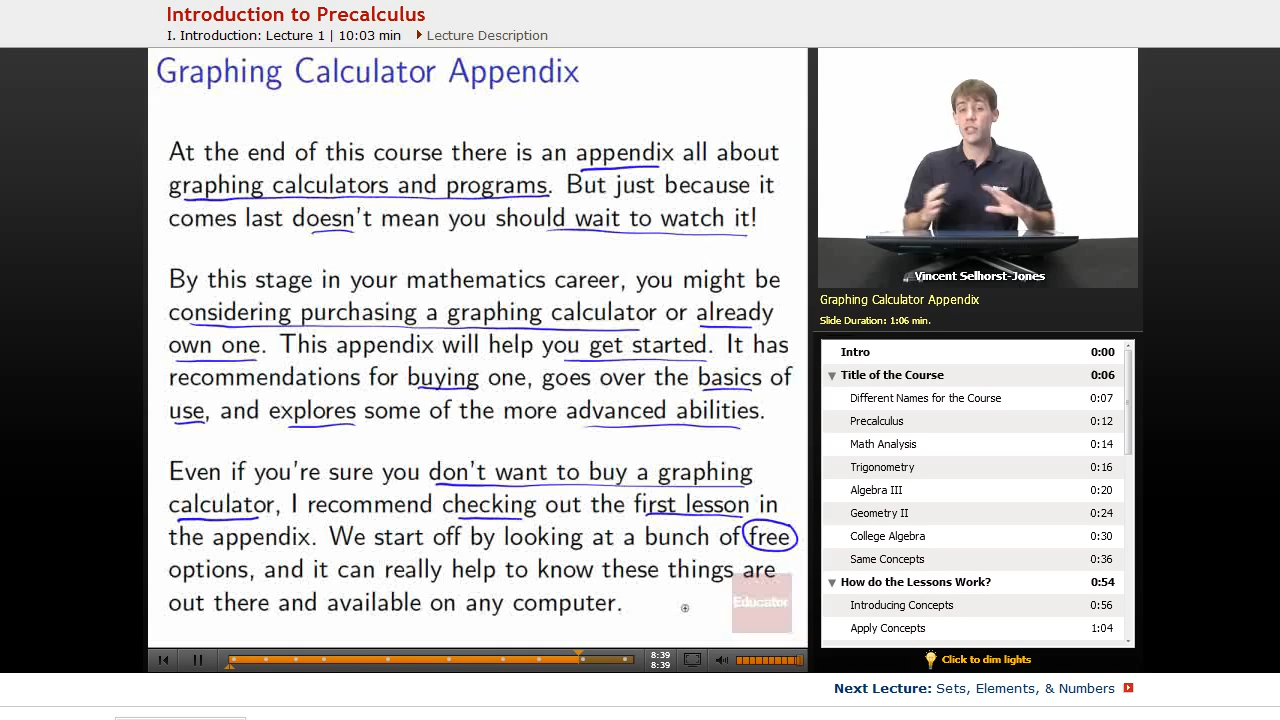 Introduction to Precalculus
I. Introduction: Lecture 1 | 10:03 min Lecture Description
Graphing Calculator Appendix
At the end of this course there is an appendix all about
graphing calculators and programs. But just because it
comes last doesn't mean you should wait to watch it!
By this stage in your mathematics career, you might be
considering purchasing a graphing calculator or already
own one. This appendix will help you get started. It has
recommendations for buying one, goes over the basics of
use, and explores some of the more advanced abilities.
Even if you're sure you don't want to buy a graphing
calculator, I recommend checking out the first lesson in
the appendix. We start off by looking at a bunch of free
options, and it can really help to know these things are
out there and available on any computer.
Educator
8:39
8:39
Vincent Selhorst-Jones
Graphing Calculator Appendix
Slide Duration: 1:06 min.
Intro 0:00
Title of the Course 0:06
Different Names for the Course 0:07
Precalculus 0:12
Math Analysis 0:14
Trigonometry 0:16
Algebra III 0:20
Geometry II 0:24
College Algebra 0:30
Same Concepts 0:36
How do the Lessons Work? 0:54
Introducing Concepts 0:56
Apply Concepts 1:04
Click to dim lights
Next Lecture: Sets, Elements, & Numbers